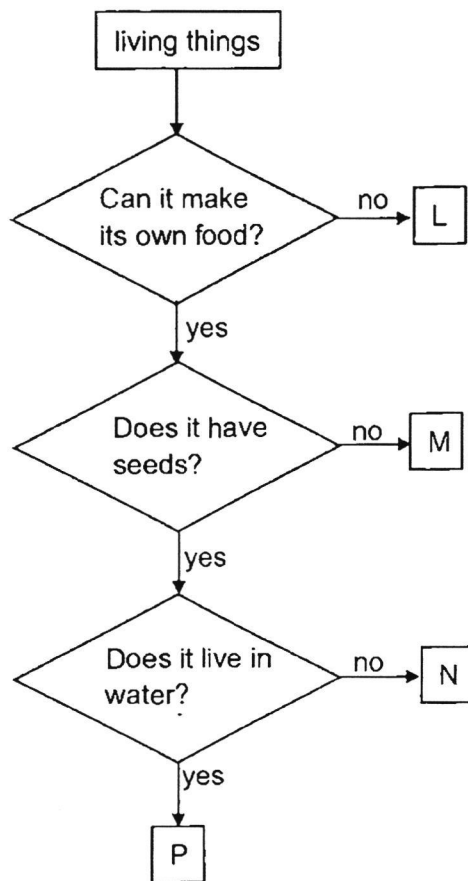 living things
Can it make
its own food?
no
L
yes
Does it have
seeds?
no
M
yes
Does it live in
water?
no
N
yes
P